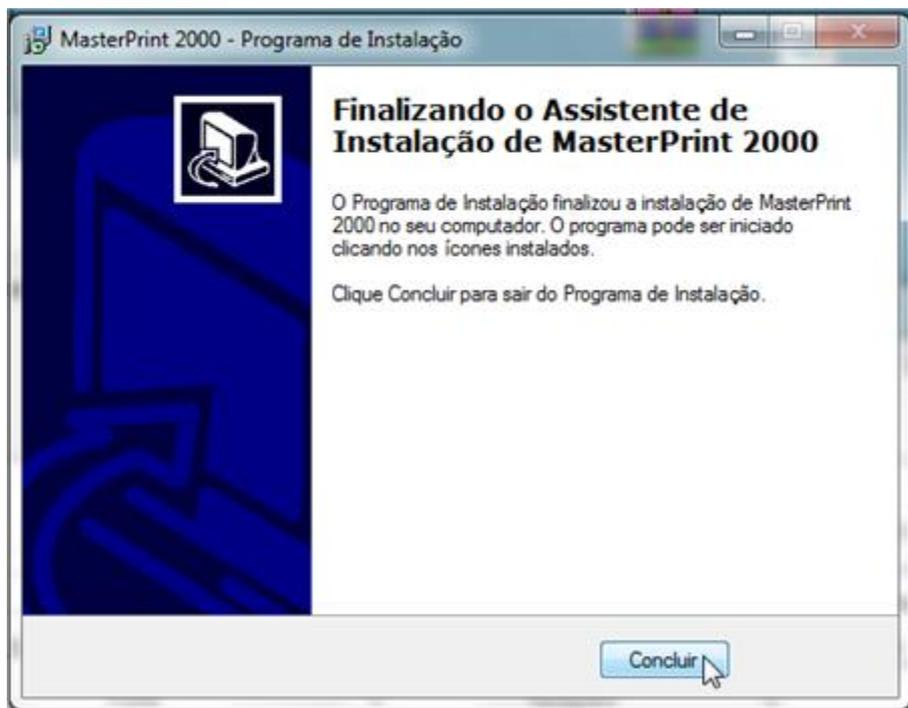 MasterPrint 2000 - Programa de Instalação
Finalizando o Assistente de
Instalação de MasterPrint 2000
O Programa de Instalação finalizou a instalação de MasterPrint
2000 no seu computador. O programa pode ser iniciado
clicando nos ícones instalados.
Clique Concluir para sair do Programa de Instalação.
Concluir